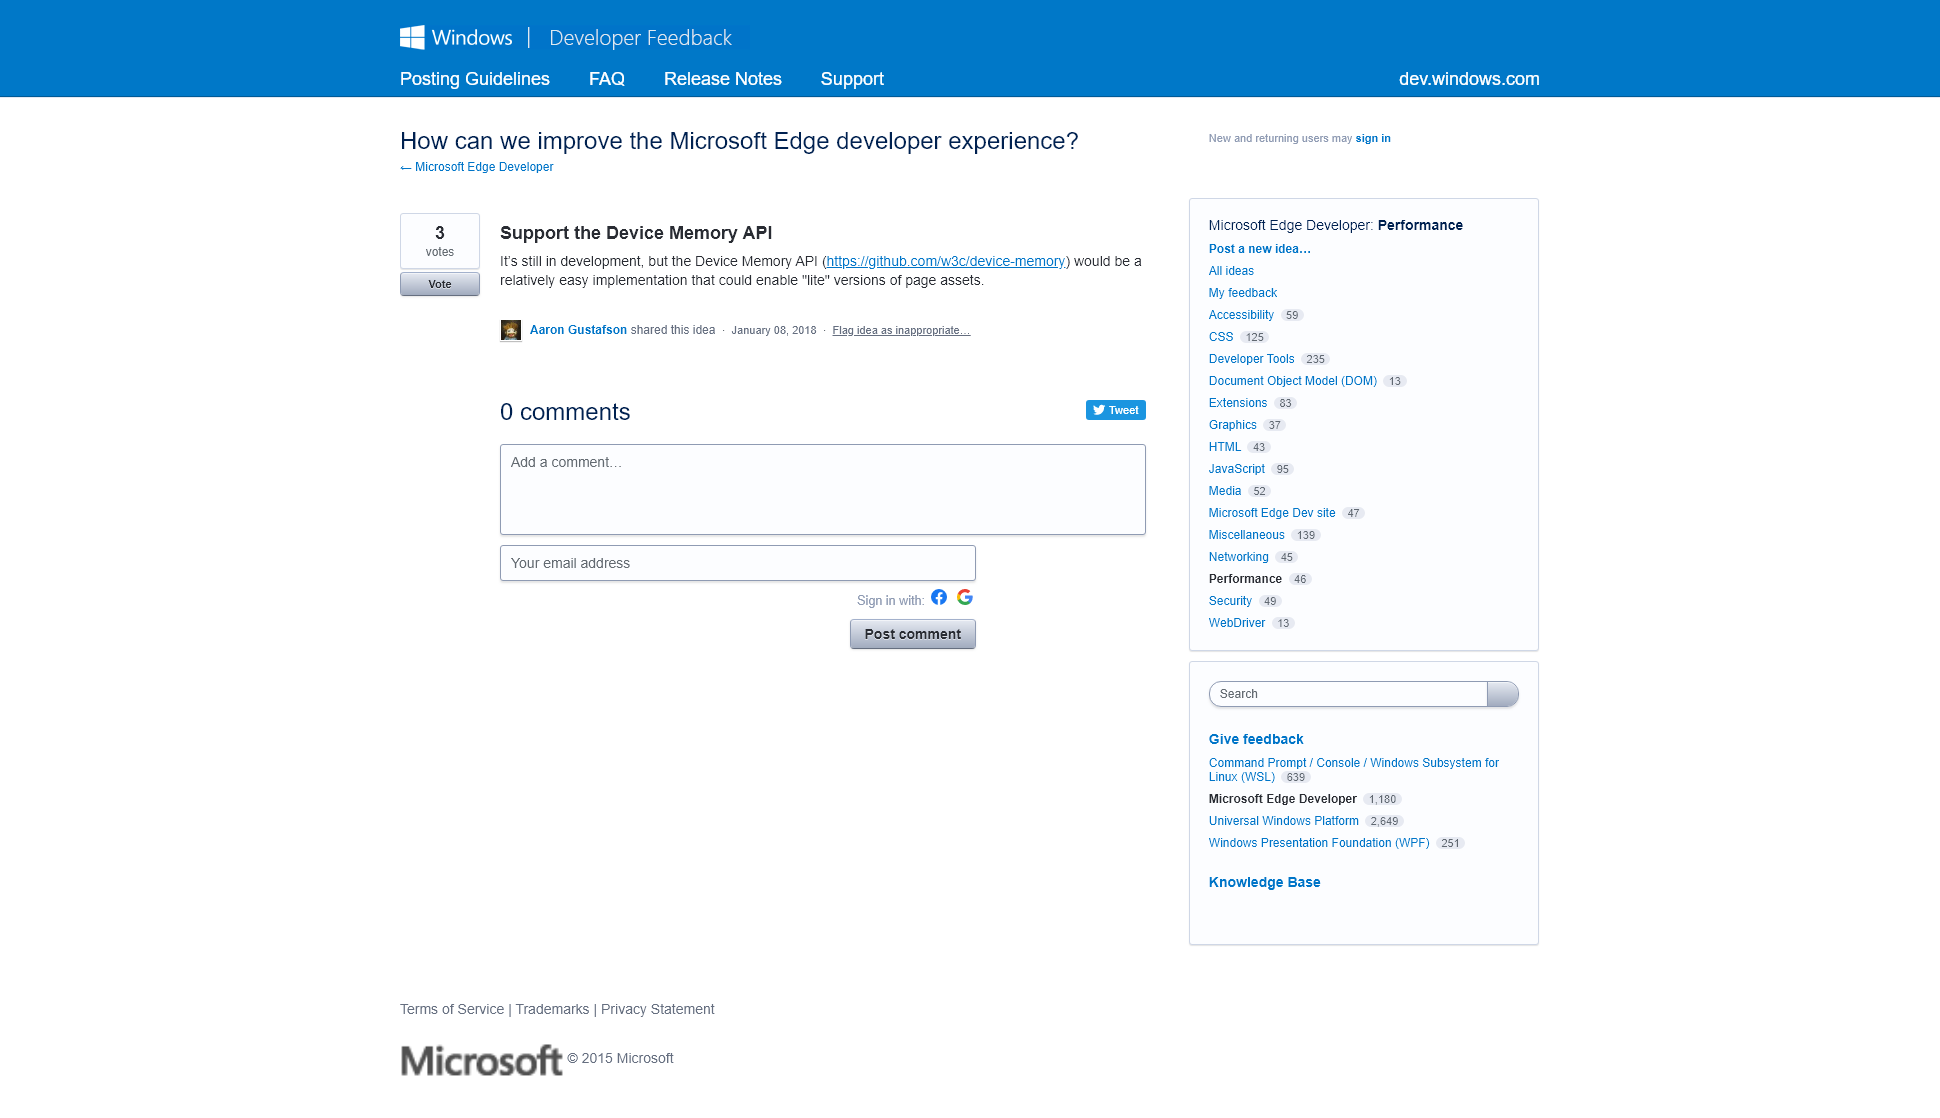 Windows | Developer Feedback
Posting Guidelines FAQ Release Notes Support dev.windows.com
How can we improve the Microsoft Edge developer experience?
← Microsoft Edge Developer
New and returning users may sign in
3
votes
Vote
Support the Device Memory API
It's still in development, but the Device Memory API (https://github.com/w3c/device-memory) would be a
relatively easy implementation that could enable "lite" versions of page assets.
Aaron Gustafson shared this idea · January 08, 2018 · Flag idea as inappropriate…
0 comments
Tweet
Add a comment…
Your email address
Sign in with:
Post comment
Microsoft Edge Developer: Performance
Post a new idea…
All ideas
My feedback
Accessibility 59
CSS 125
Developer Tools 235
Document Object Model (DOM) 13
Extensions 83
Graphics 37
HTML 43
JavaScript 95
Media 52
Microsoft Edge Dev site 47
Miscellaneous 139
Networking 45
Performance 46
Security 49
WebDriver 13
Search
Give feedback
Command Prompt / Console / Windows Subsystem for
Linux (WSL) 639
Microsoft Edge Developer 1,180
Universal Windows Platform 2,649
Windows Presentation Foundation (WPF) 251
Knowledge Base
Terms of Service | Trademarks | Privacy Statement
Microsoft © 2015 Microsoft